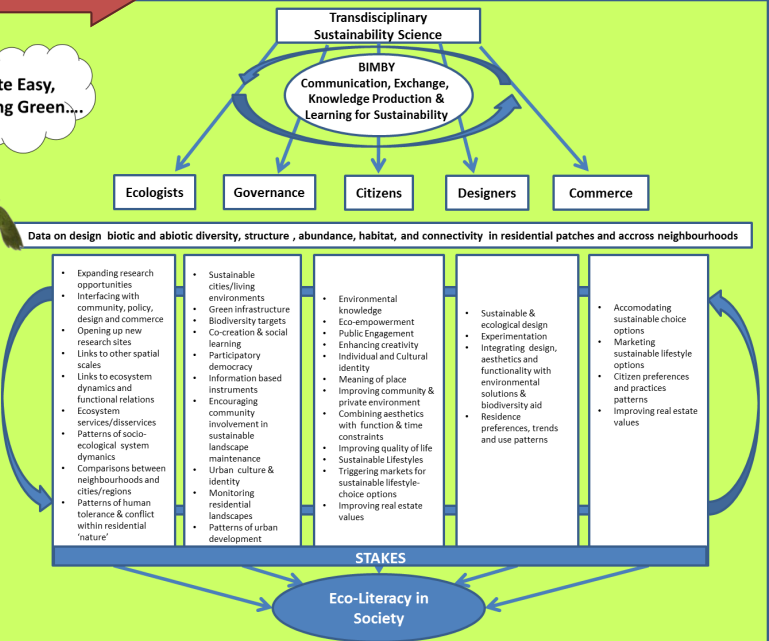 Transdisciplinary
Sustainability Science
BIMBY
Communication, Exchange,
Knowledge Production &
Learning for Sustainability
te Easy,
ng Green....
Ecologists
Governance
Citizens
Designers
Commerce
Data on design biotic and abiotic diversity, structure , abundance, habitat, and connectivity in residential patches and accross neighbourhoods
• Expanding research
opportunities
• Interfacing with
community, policy,
design and commerce
• Opening up new
research sites
• Links to other spatial
scales
• Links to ecosystem
dynamics and
functional relations
• Ecosystem
services/disservices
• Patterns of socio-
ecological system
dymanics
• Comparisons between
neighbourhoods and
cities/regions
• Patterns of human
tolerance & conflict
within residential
'nature'
• Sustainable
cities/living
environments
• Green infrastructure
• Biodiversity targets
• Co-creation & social
learning
• Participatory
democracy
• Information based
instruments
• Encouraging
community
involvement in
sustainable
landscape
maintenance
• Urban culture &
identity
• Monitoring
residential
landscapes
• Patterns of urban
development
• Environmental
knowledge
• Eco-empowerment
• Public Engagement
• Enhancing creativity
• Individual and Cultural
identity
• Meaning of place
• Improving community &
private environment
• Combining aesthetics
with function & time
constraints
• Improving quality of life
• Sustainable Lifestyles
• Triggering markets for
sustainable lifestyle-
choice options
• Improving real estate
values
• Sustainable &
ecological design
• Experimentation
• Integrating design,
aesthetics and
functionality with
environmental
solutions &
biodiversity aid
• Residence
preferences, trends
and use patterns
• Accomodating
sustainable choice
options
• Marketing
sustainable lifestyle
options
• Citizen preferences
and practices
patterns
• Improving real estate
values
STAKES
Eco-Literacy in
Society